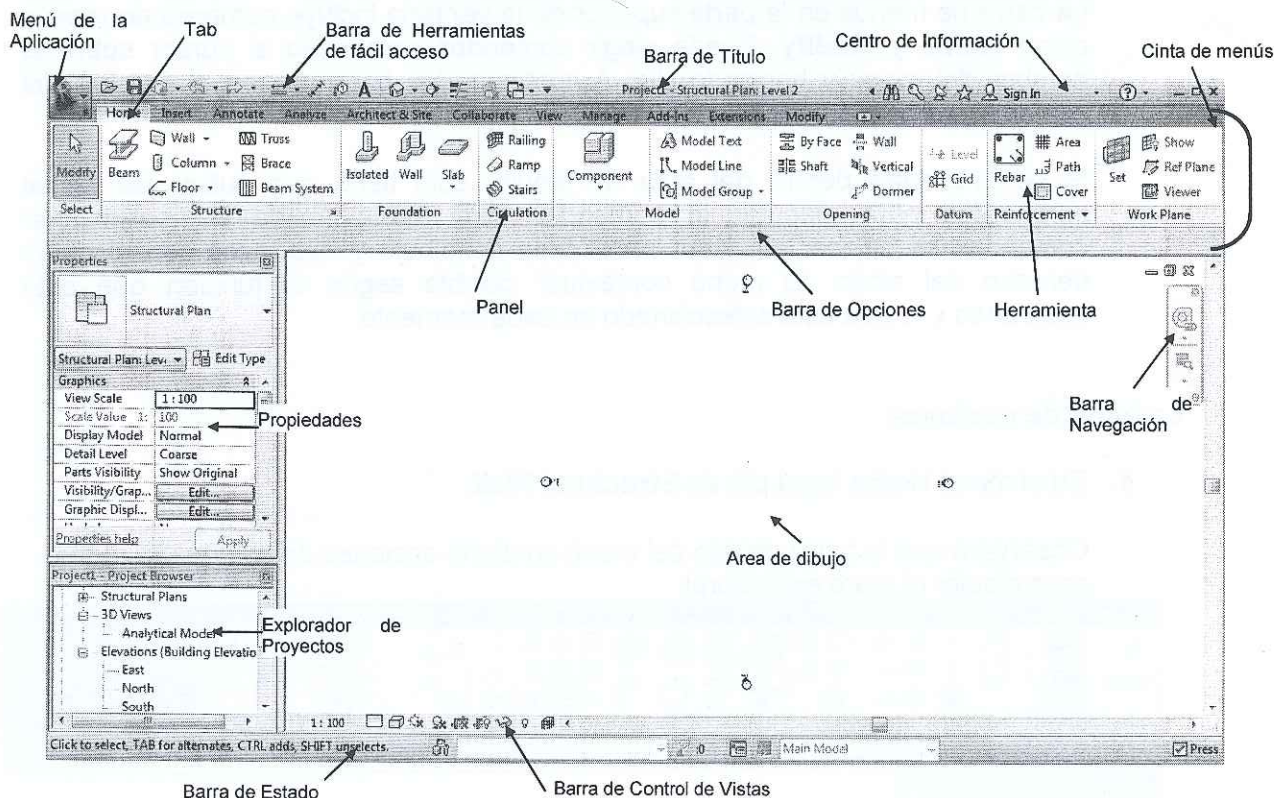 Menú de la
Aplicación
Tab
Barra de Herramientas
de fácil acceso
Barra de Título
Centro de Información
Cinta de menús
Project1 - Structural Plan: Level 2
Sign In
Home Insert Annotate Analyze Architect & Site Collaborate View Manage Add-Ins Extensions Modify
Modify
Beam
Wall
Column
Floor
Truss
Brace
Beam System
Isolated
Wall
Slab
Railing
Ramp
Stairs
Component
Model Text
Model Line
Model Group
By Face
Shaft
Wall
Vertical
Dormer
Level
Grid
Rebar
Area
Path
Cover
Set
Show
Ref Plane
Viewer
Select
Structure
Foundation
Circulation
Model
Opening
Datum
Reinforcement
Work Plane
Panel
Barra de Opciones
Herramienta
Barra de
Navegación
Properties
Structural Plan
Structural Plan: Lev
Edit Type
Graphics
View Scale 1:100
Scale Value 1: 100
Display Model Normal
Detail Level Coarse
Parts Visibility Show Original
Visibility/Grap... Edit...
Graphic Displ... Edit...
Properties help
Apply
Propiedades
Project1 - Project Browser
Structural Plans
3D Views
Analytical Model
Elevations (Building Elevatio
East
North
South
Explorador de
Proyectos
Area de dibujo
1 : 100
Click to select, TAB for alternates, CTRL adds, SHIFT unselects.
:0
Main Model
Press
Barra de Estado
Barra de Control de Vistas